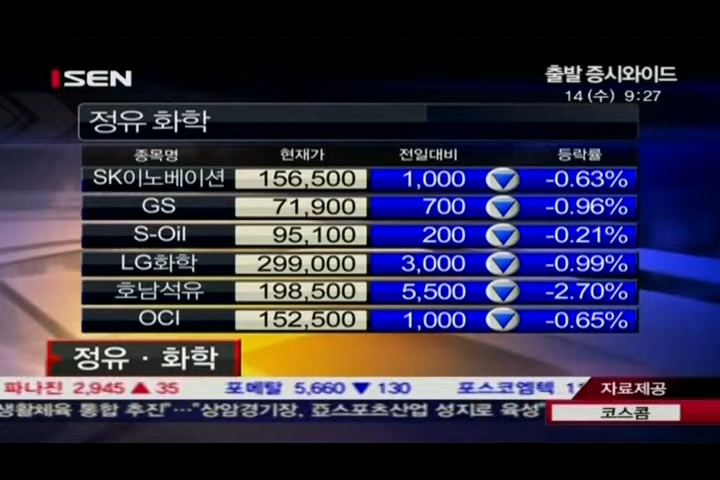 SEN
출발 증시와이드
14(수) 9:27
정유 화학
종목명 현재가 전일대비 등락률
SK이노베이션 156,500 1,000 ▼ -0.63%
GS 71,900 700 ▼ -0.96%
S-Oil 95,100 200 ▼ -0.21%
LG화학 299,000 3,000 ▼ -0.99%
호남석유 198,500 5,500 ▼ -2.70%
OCI 152,500 1,000 ▼ -0.65%
정유 · 화학
파나진 2,945 ▲ 35 포메탈 5,660 ▼ 130 포스코엠텍
자료제공
생활체육 통합 추진"…"상암경기장, 亞스포츠산업 성지로 육성"
코스콤